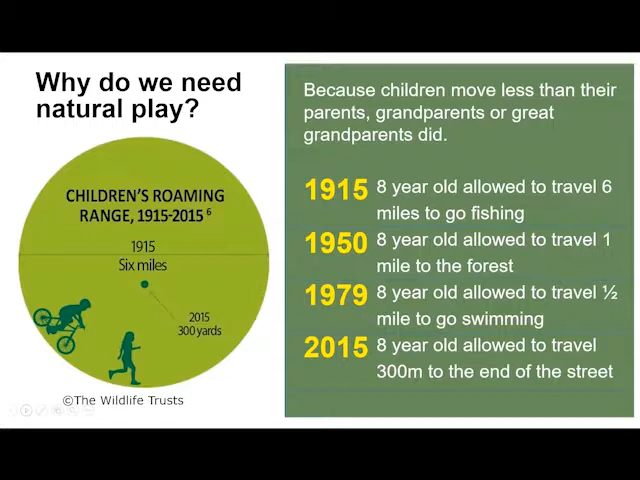 Why do we need
natural play?
CHILDREN'S ROAMING
RANGE, 1915-2015 6
1915
Six miles
2015
300 yards
©The Wildlife Trusts
Because children move less than their
parents, grandparents or great
grandparents did.
1915 8 year old allowed to travel 6
miles to go fishing
1950 8 year old allowed to travel 1
mile to the forest
1979 8 year old allowed to travel ½
mile to go swimming
2015 8 year old allowed to travel
300m to the end of the street